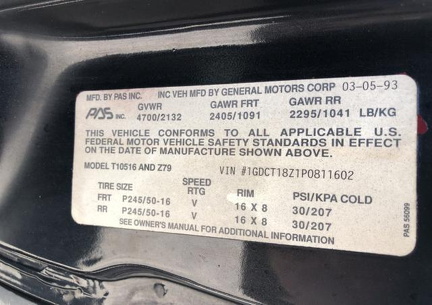 MFD. BY PAS INC. INC VEH MFD BY GENERAL MOTORS CORP 03-05-93
PAS INC. GVWR GAWR FRT GAWR RR
4700/2132 2405/1091 2295/1041 LB/KG
THIS VEHICLE CONFORMS TO ALL APPLICABLE U.S.
FEDERAL MOTOR VEHICLE SAFETY STANDARDS IN EFFECT
ON THE DATE OF MANUFACTURE SHOWN ABOVE.
MODEL T10516 AND Z79 VIN #1GDCT18Z1P0811602
TIRE SIZE SPEED RTG RIM PSI/KPA COLD
FRT P245/50-16 V 16 X 8 30/207
RR P245/50-16 V 16 X 8 30/207
SEE OWNER'S MANUAL FOR ADDITIONAL INFORMATION
PAS 56099